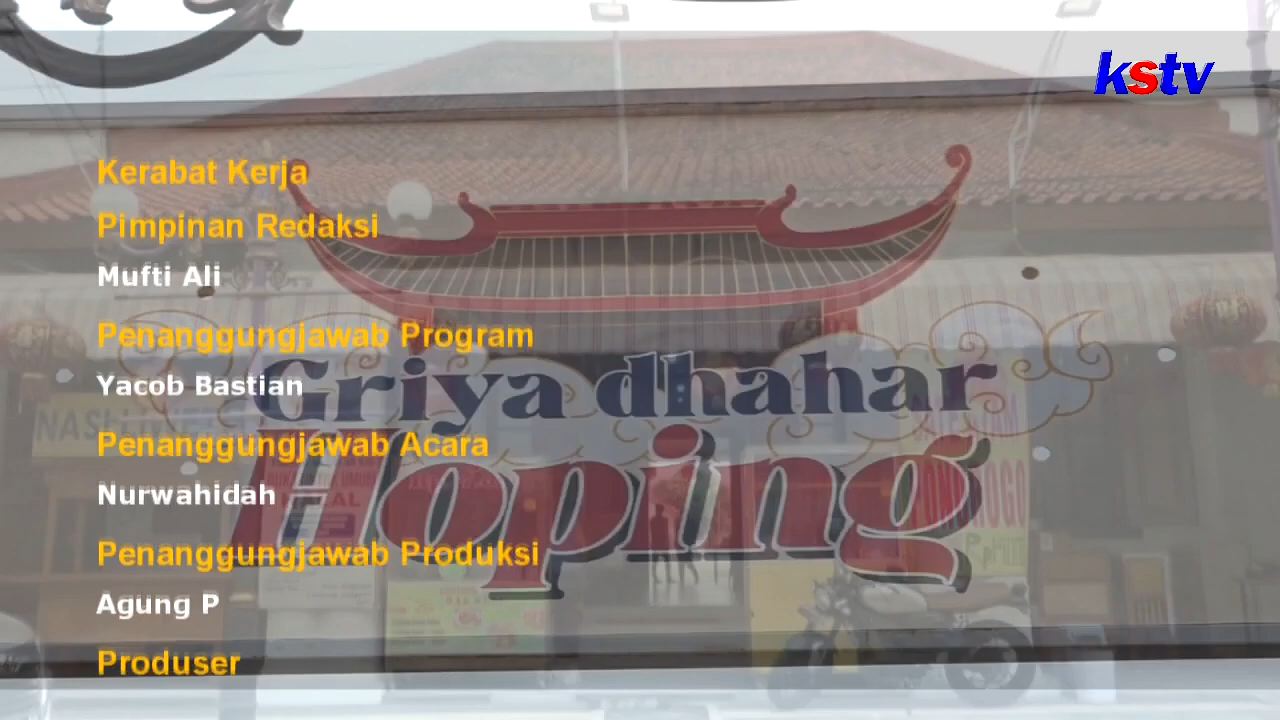 kstv
Kerabat Kerja
Pimpinan Redaksi
Mufti Ali
Penanggungjawab Program
Yacob Bastian
Penanggungjawab Acara
Nurwahidah
Penanggungjawab Produksi
Agung P
Produser
Griya dhahar
Hoping